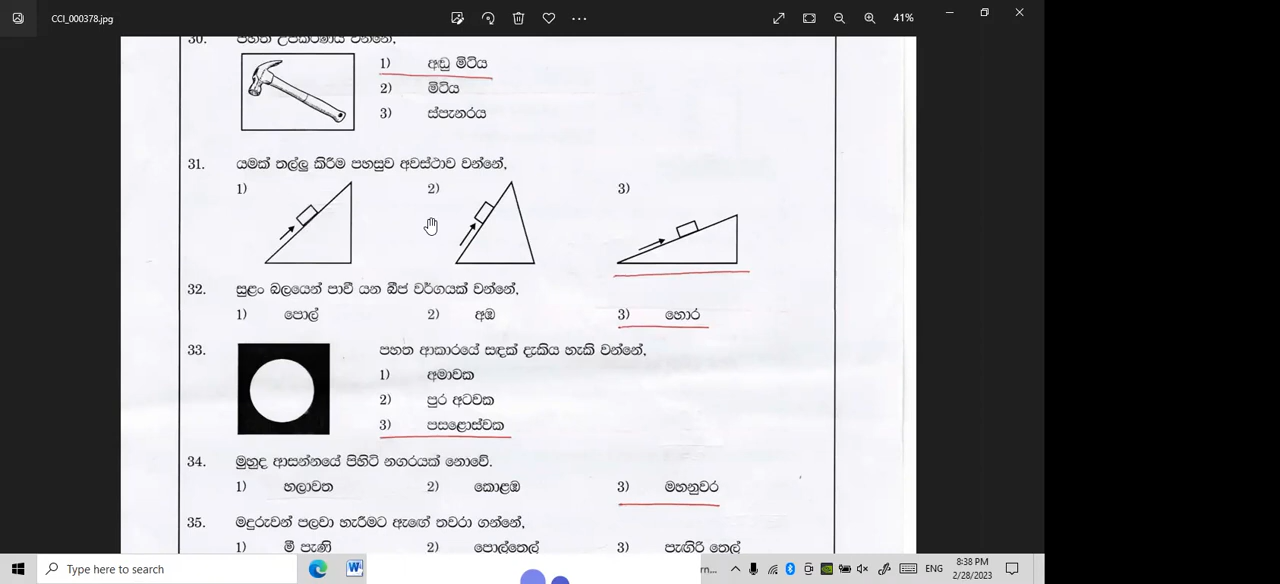 CCI_000378.jpg
41%
30. පහත උපකරණය වන්නේ,
1) අඬු මිටිය
2) මිටිය
3) ස්පැනරය
31. යමක් තල්ලු කිරීම පහසුව අවස්ථාව වන්නේ,
1) 2) 3)
32. සුළං බලයෙන් පාවී යන බීජ වර්ගයක් වන්නේ,
1) පොල් 2) අඹ 3) හොර
33. පහත ආකාරයේ සඳක් දැකිය හැකි වන්නේ,
1) අමාවක
2) පුර අටවක
3) පසළොස්වක
34. මුහුද ආසන්නයේ පිහිටි නගරයක් නොවේ.
1) හලාවත 2) කොළඹ 3) මහනුවර
35. මදුරුවන් පලවා හැරීමට ඇඟේ තවරා ගන්නේ,
1) මී පැණි 2) පොල්තෙල් 3) පැඟිරි තෙල්
Type here to search
ENG
8:38 PM
2/28/2023